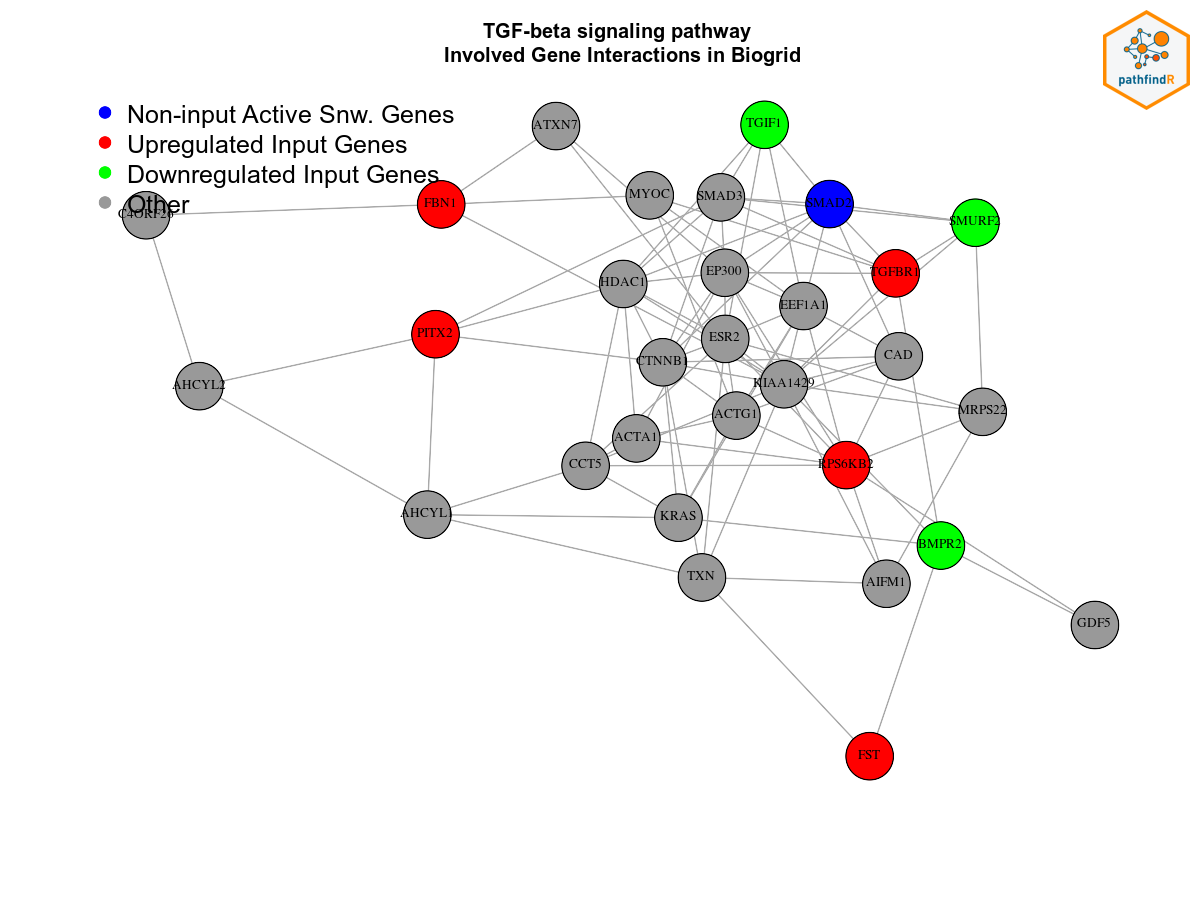 TGF-beta signaling pathway
Involved Gene Interactions in Biogrid
pathfindR
Non-input Active Snw. Genes
Upregulated Input Genes
Downregulated Input Genes
Other
ATXN7
TGIF1
MYOC
SMAD3
SMAD2
C4ORF26
FBN1
SMURF2
EP300
TGFBR1
HDAC1
EEF1A1
PITX2
ESR2
CTNNB1
CAD
AHCYL2
KIAA1429
MRPS22
ACTG1
ACTA1
CCT5
RPS6KB2
AHCYL
KRAS
BMPR2
TXN
AIFM1
GDF5
FST